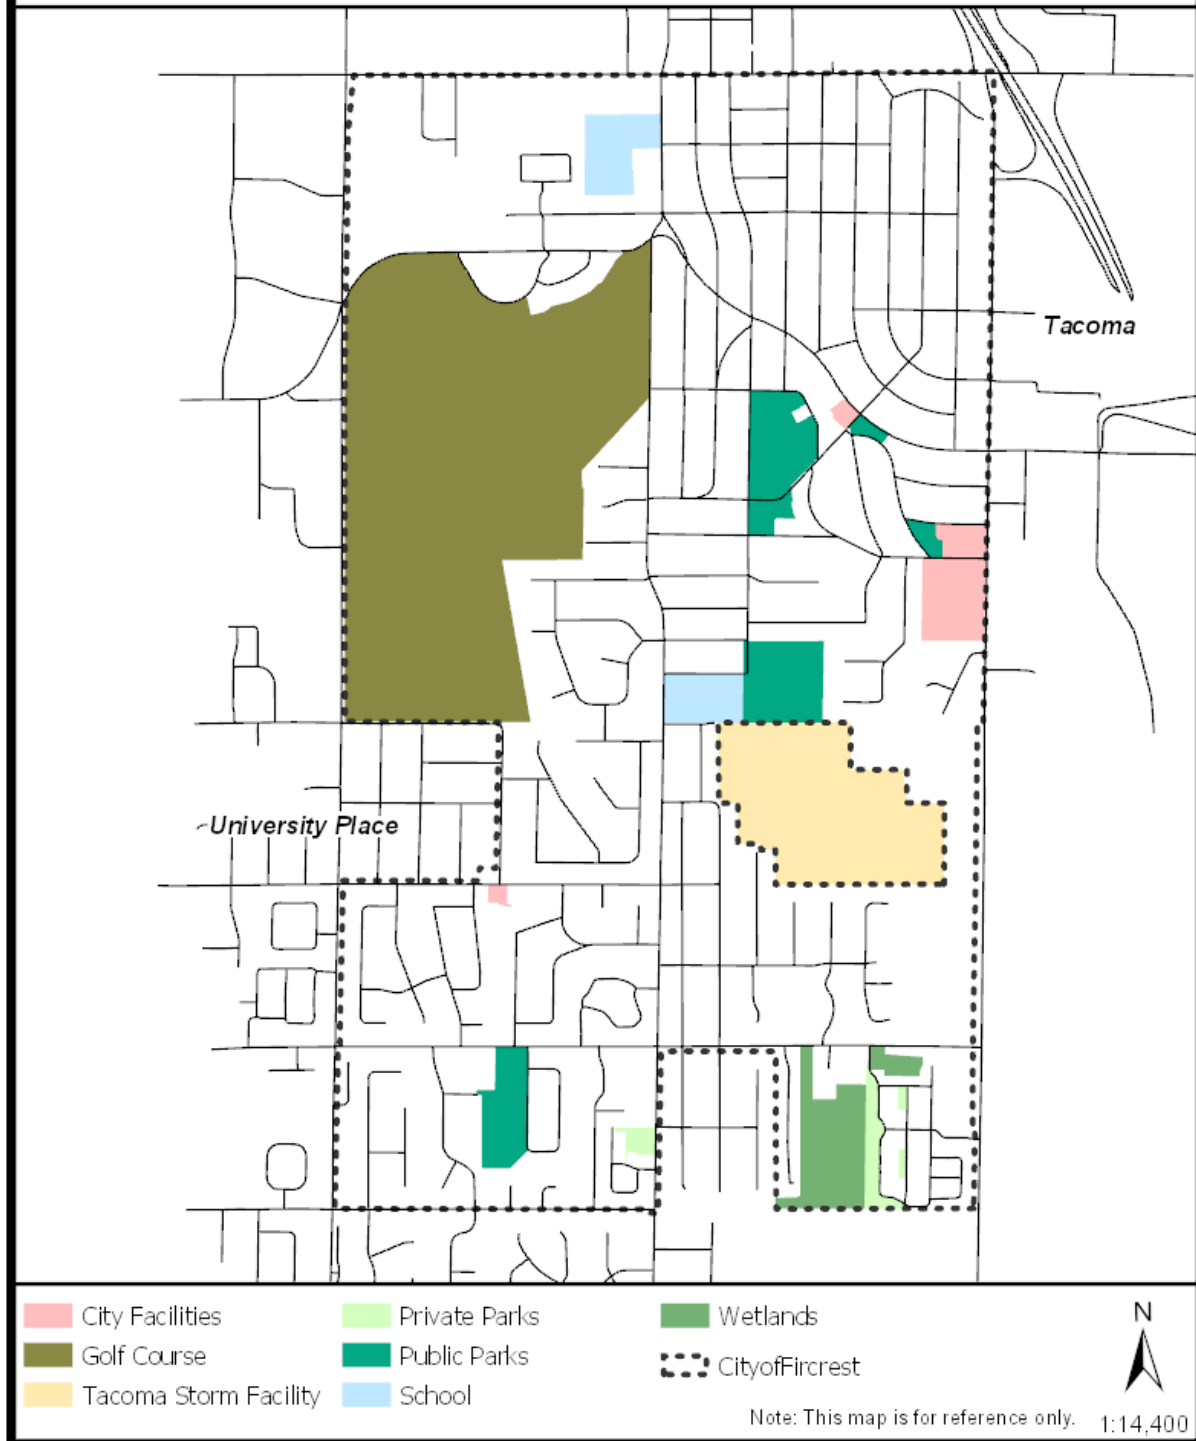 Tacoma
University Place
City Facilities
Golf Course
Tacoma Storm Facility
Private Parks
Public Parks
School
Wetlands
CityofFircrest
N
Note: This map is for reference only.
1:14,400